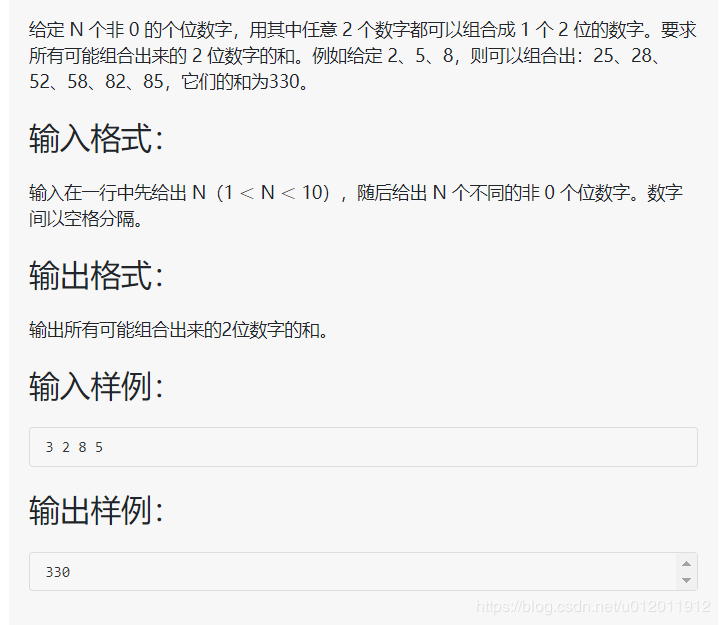 给定 N 个非 0 的个位数字，用其中任意 2 个数字都可以组合成 1 个 2 位的数字。要求
所有可能组合出来的 2 位数字的和。例如给定 2、5、8，则可以组合出：25、28、
52、58、82、85，它们的和为330。
输入格式：
输入在一行中先给出 N（1 < N < 10），随后给出 N 个不同的非 0 个位数字。数字
间以空格分隔。
输出格式：
输出所有可能组合出来的2位数字的和。
输入样例：
3 2 8 5
输出样例：
330
https://blog.csdn.net/u012011912